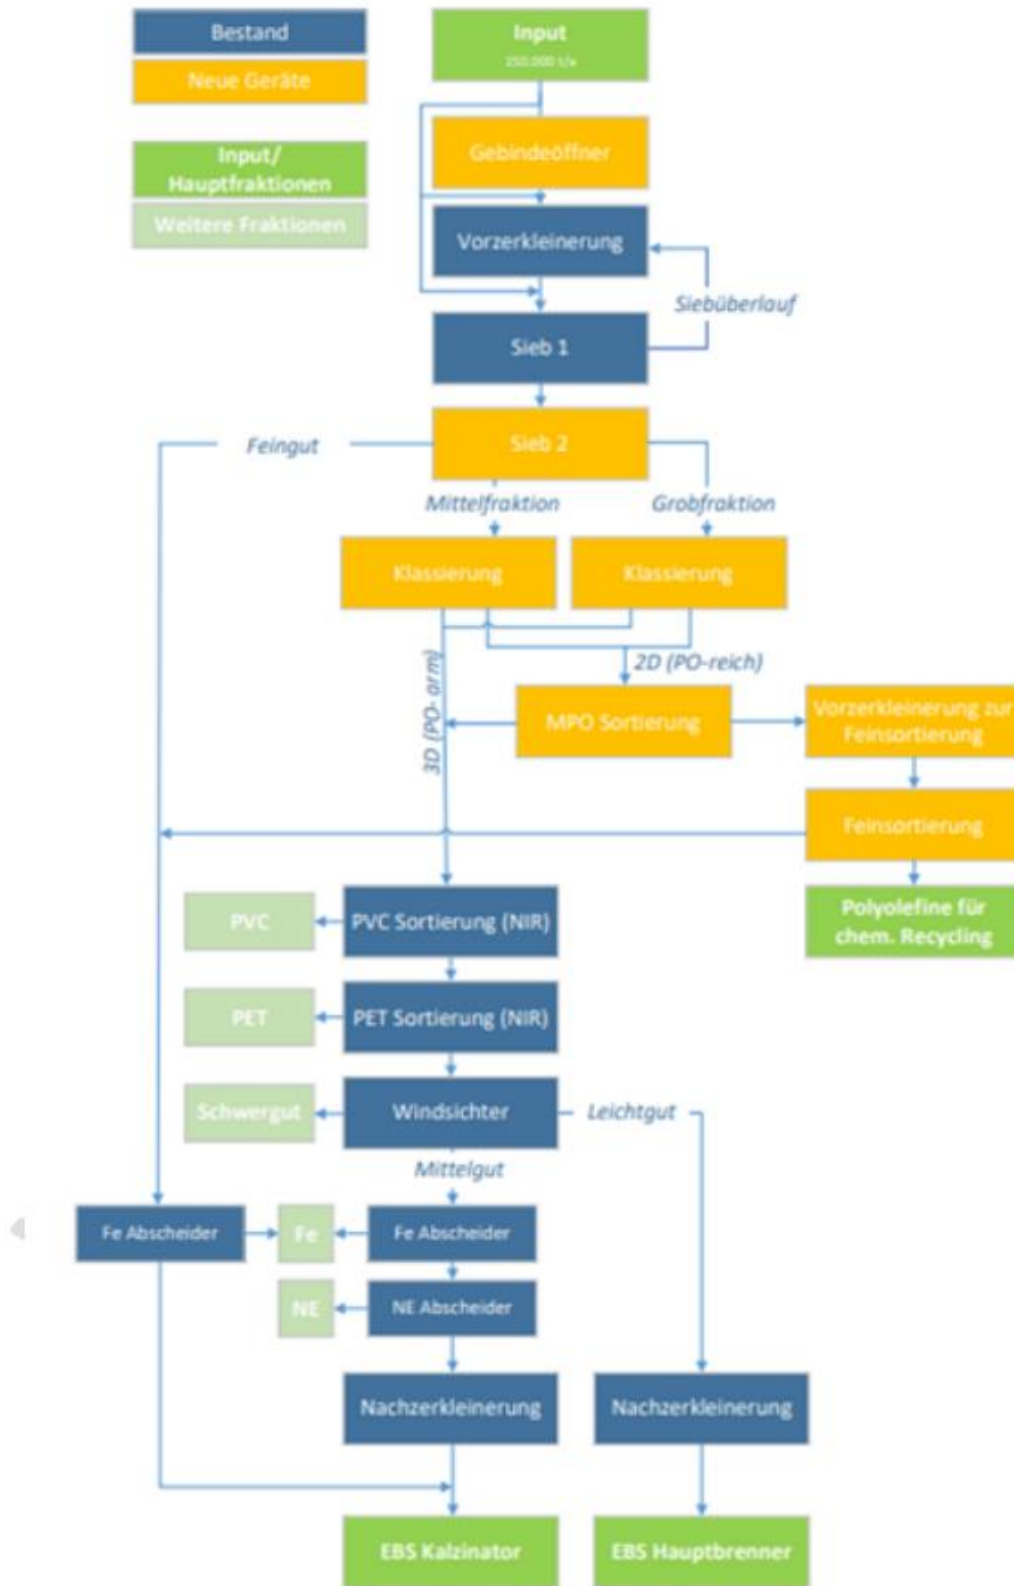 Bestand
Neue Geräte
Input/
Hauptfraktionen
Weitere Fraktionen
Input
250.000 t/a
Gebindeöffner
Vorzerkleinerung
Siebüberlauf
Sieb 1
Sieb 2
Feingut
Mittelfraktion
Grobfraktion
Klassierung
Klassierung
3D (PO- arm)
2D (PO-reich)
MPO Sortierung
Vorzerkleinerung zur
Feinsortierung
Feinsortierung
Polyolefine für
chem. Recycling
PVC
PVC Sortierung (NIR)
PET
PET Sortierung (NIR)
Schwergut
Windsichter
Leichtgut
Mittelgut
Fe Abscheider
Fe
Fe Abscheider
NE
NE Abscheider
Nachzerkleinerung
Nachzerkleinerung
EBS Kalzinator
EBS Hauptbrenner